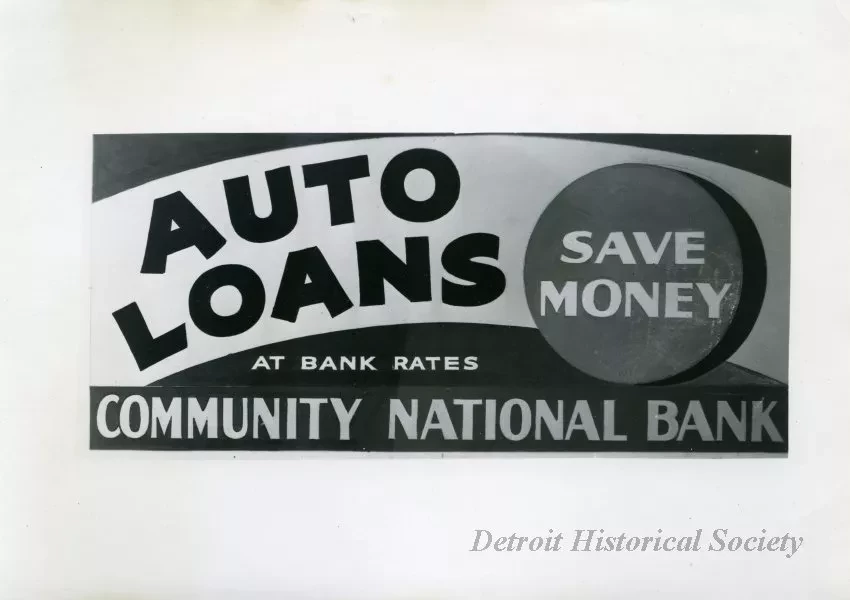 AUTO
LOANS
SAVE
MONEY
AT BANK RATES
COMMUNITY NATIONAL BANK
Detroit Historical Society